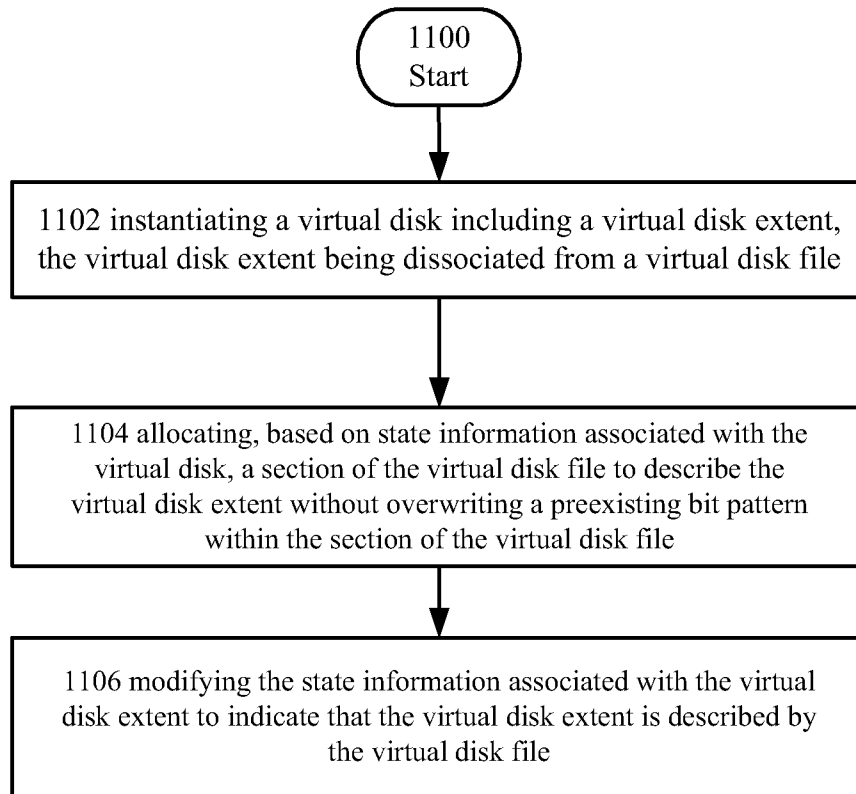 1100
Start
1102 instantiating a virtual disk including a virtual disk extent,
the virtual disk extent being dissociated from a virtual disk file
1104 allocating, based on state information associated with the
virtual disk, a section of the virtual disk file to describe the
virtual disk extent without overwriting a preexisting bit pattern
within the section of the virtual disk file
1106 modifying the state information associated with the virtual
disk extent to indicate that the virtual disk extent is described by
the virtual disk file